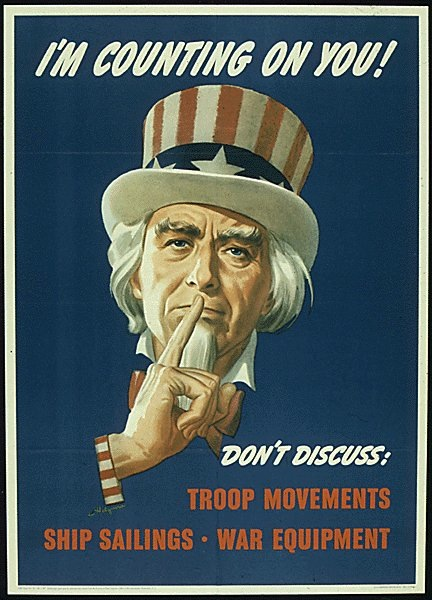 I'M COUNTING ON YOU!
DON'T DISCUSS:
TROOP MOVEMENTS
SHIP SAILINGS · WAR EQUIPMENT